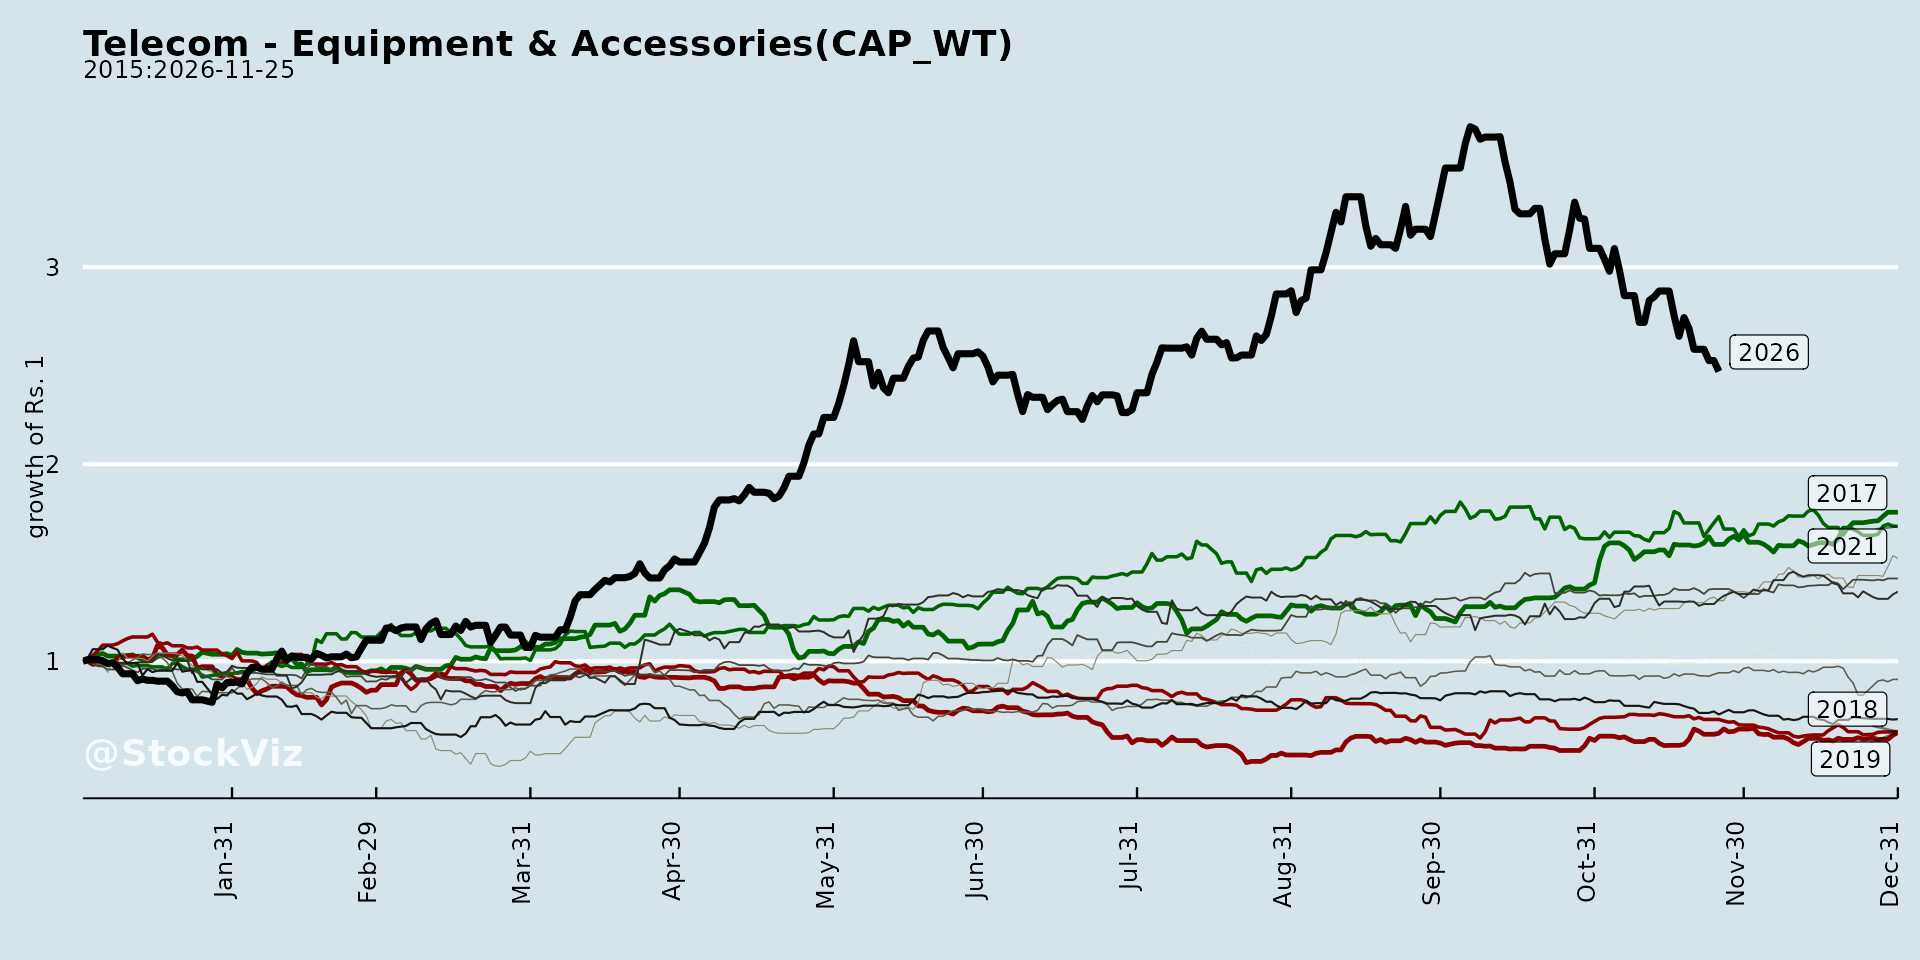 Telecom - Equipment & Accessories(CAP_WT)
2015:2026-11-25
growth of Rs. 1
3
2
1
2026
2017
2021
2018
2019
@StockViz
Jan-31
Feb-29
Mar-31
Apr-30
May-31
Jun-30
Jul-31
Aug-31
Sep-30
Oct-31
Nov-30
Dec-31